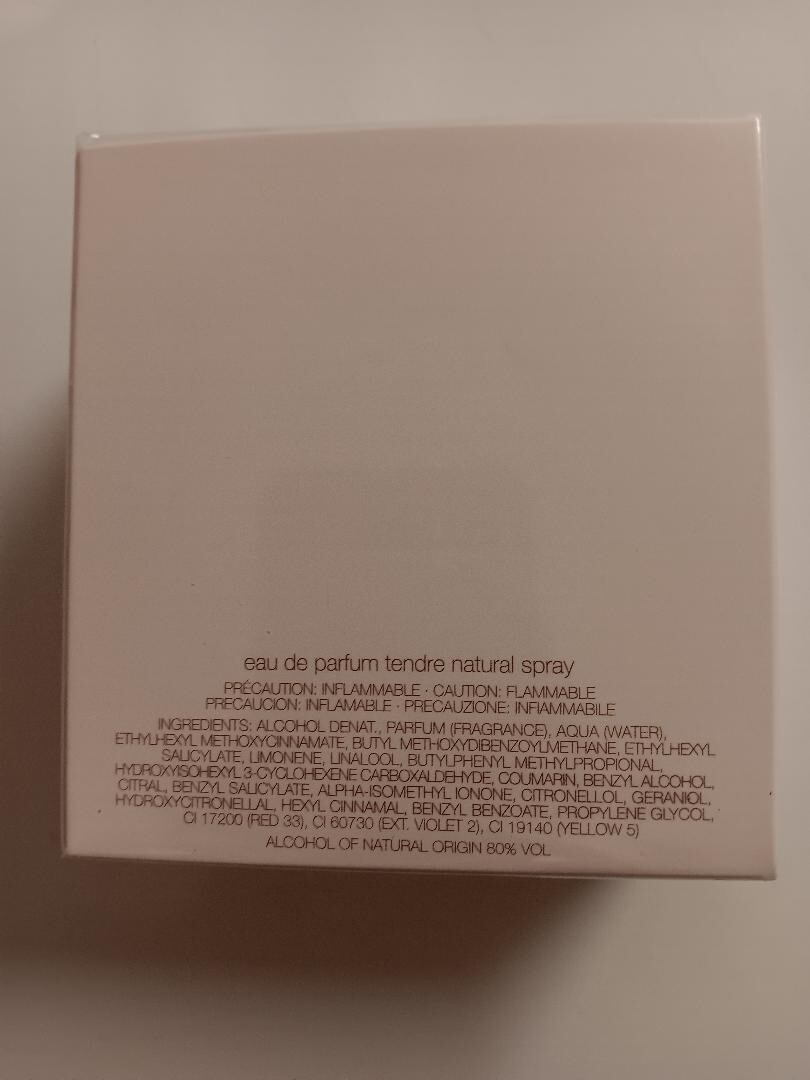 eau de parfum tendre natural spray
PRÉCAUTION: INFLAMMABLE · CAUTION: FLAMMABLE
PRECAUCION: INFLAMABLE · PRECAUZIONE: INFIAMMABILE
INGREDIENTS: ALCOHOL DENAT., PARFUM (FRAGRANCE), AQUA (WATER),
ETHYLHEXYL METHOXYCINNAMATE, BUTYL METHOXYDIBENZOYLMETHANE, ETHYLHEXYL
SALICYLATE, LIMONENE, LINALOOL, BUTYLPHENYL METHYLPROPIONAL,
HYDROXYISOHEXYL 3-CYCLOHEXENE CARBOXALDEHYDE, COUMARIN, BENZYL ALCOHOL,
CITRAL, BENZYL SALICYLATE, ALPHA-ISOMETHYL IONONE, CITRONELLOL, GERANIOL,
HYDROXYCITRONELLAL, HEXYL CINNAMAL, BENZYL BENZOATE, PROPYLENE GLYCOL,
CI 17200 (RED 33), CI 60730 (EXT. VIOLET 2), CI 19140 (YELLOW 5)
ALCOHOL OF NATURAL ORIGIN 80% VOL